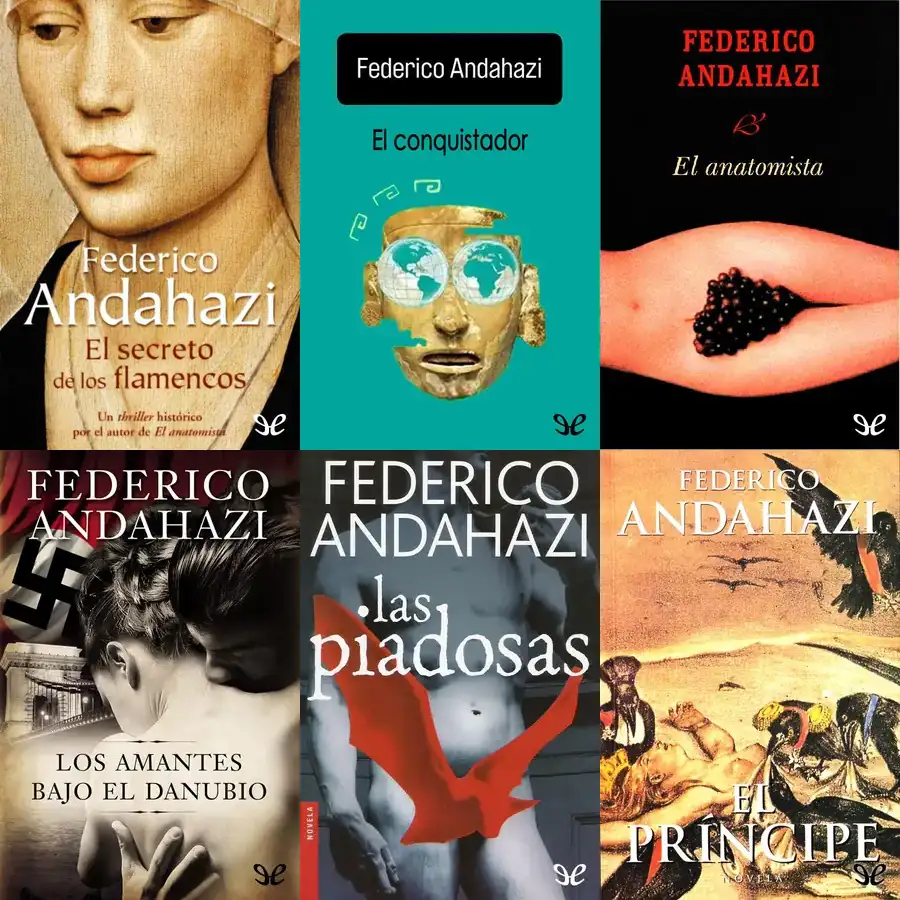 Federico
Andahazi
El secreto
de los flamencos
Un thriller histórico
por el autor de El anatomista
Federico Andahazi
El conquistador
FEDERICO
ANDAHAZI
El anatomista
FEDERICO
ANDAHAZI
LOS AMANTES
BAJO EL DANUBIO
FEDERICO
ANDAHAZI
las
piadosas
NOVELA
FEDERICO
ANDAHAZI
EL
PRÍNCIPE
NOVELA